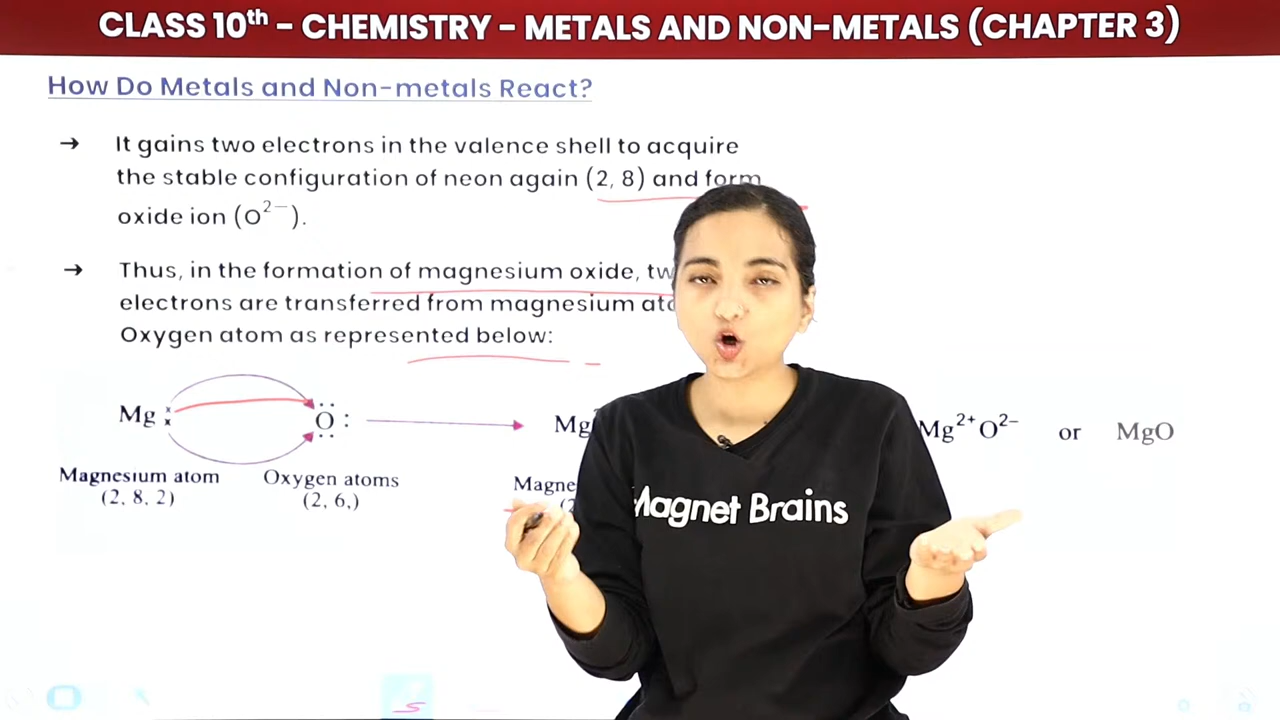 CLASS 10th - CHEMISTRY - METALS AND NON-METALS (CHAPTER 3)
How Do Metals and Non-metals React?
→ It gains two electrons in the valence shell to acquire
the stable configuration of neon again (2, 8) and form
oxide ion (O²⁻).
→ Thus, in the formation of magnesium oxide,
electrons are transferred from magnesium
Oxygen atom as represented below:
Mg O Mg Mg²⁺O²⁻ or MgO
Magnesium atom Oxygen atoms
(2, 8, 2) (2, 6,)
Magnet Brains